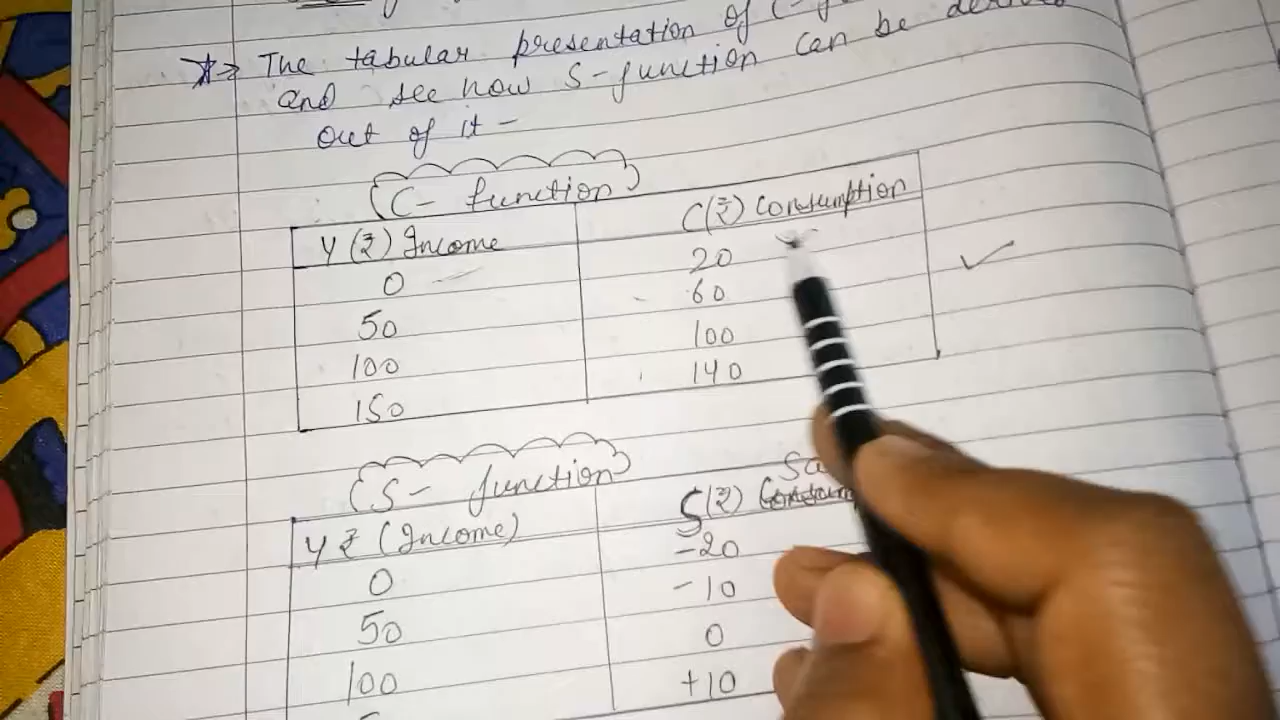 ☆⇒ The tabular presentation of C-
and see how S-function can be derived
out of it -
C- function
Y (₹) Income C(₹) Consumption
0 20
50 60
100 100
150 140
S- function
Y ₹ (Income) S(₹)
0 -20
50 -10
100 0
+10